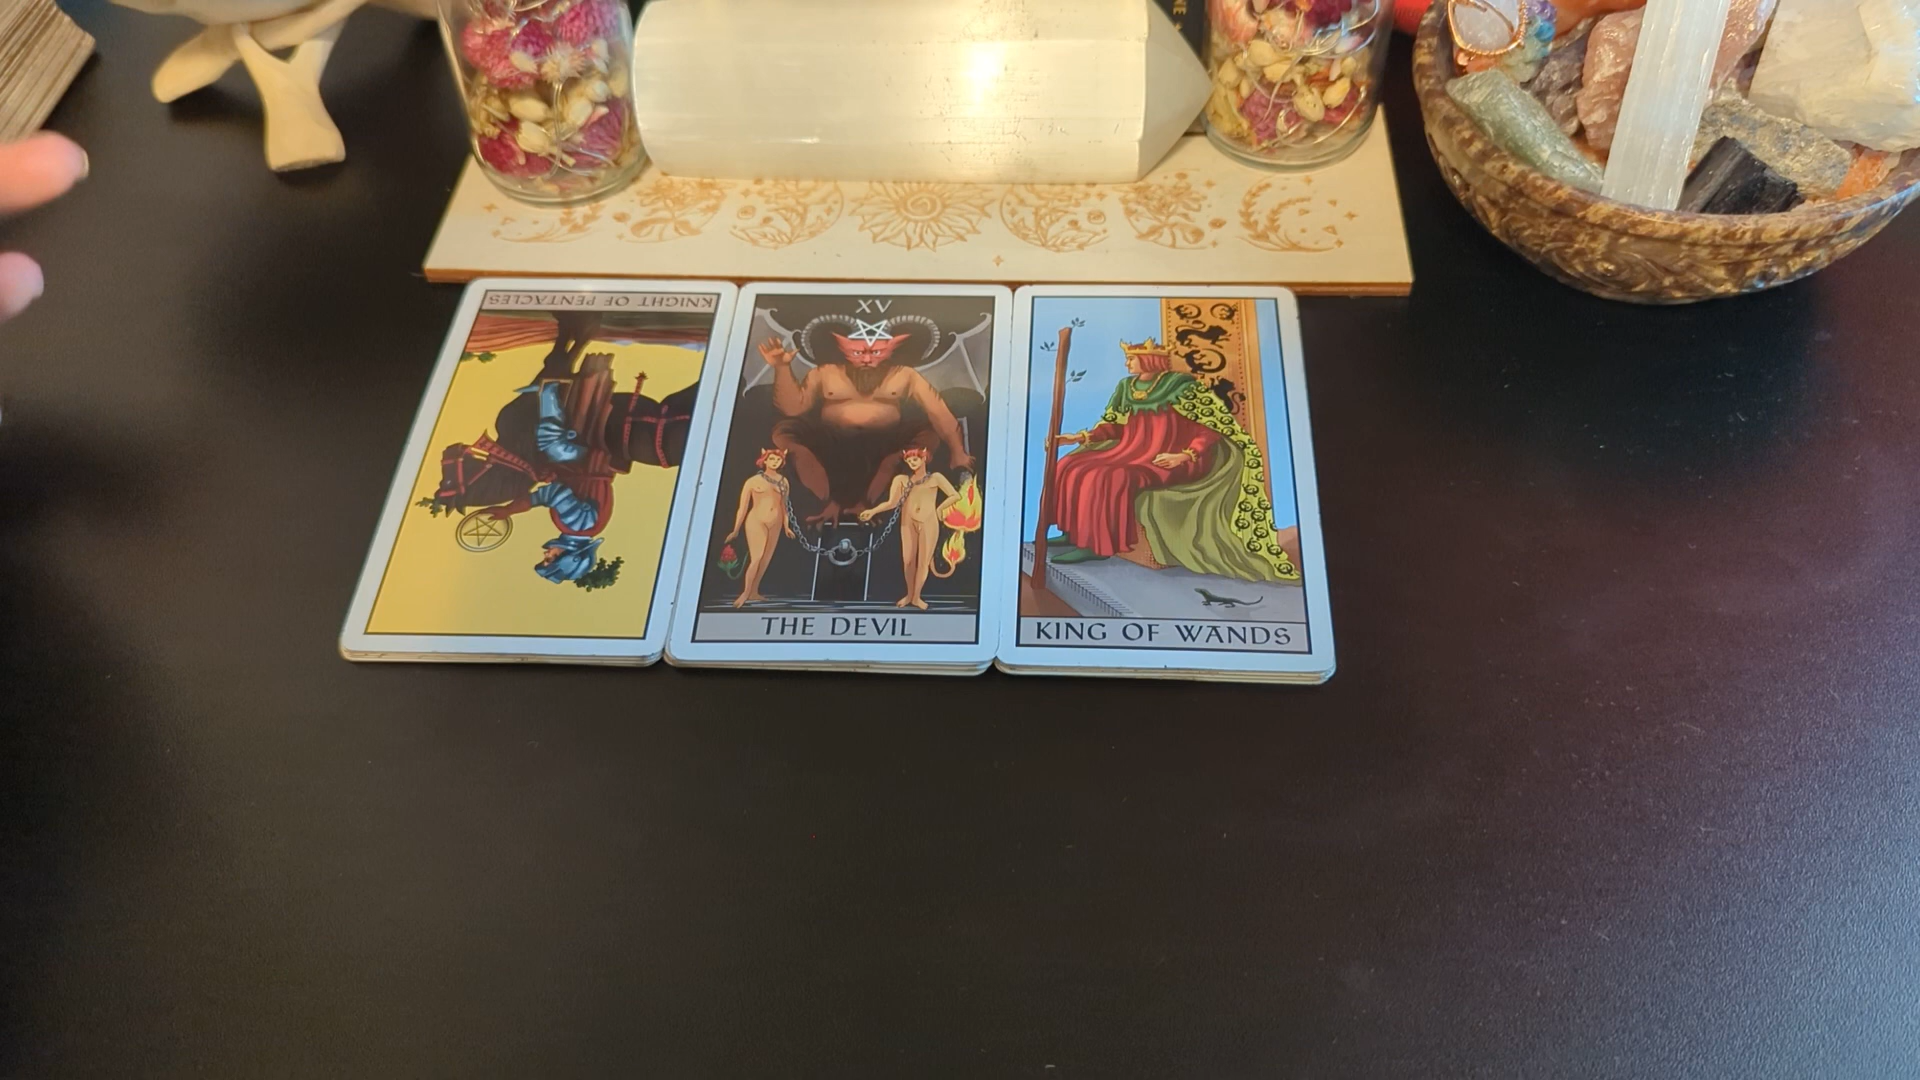 KNIGHT OF PENTACLES
XV
THE DEVIL
KING OF WANDS